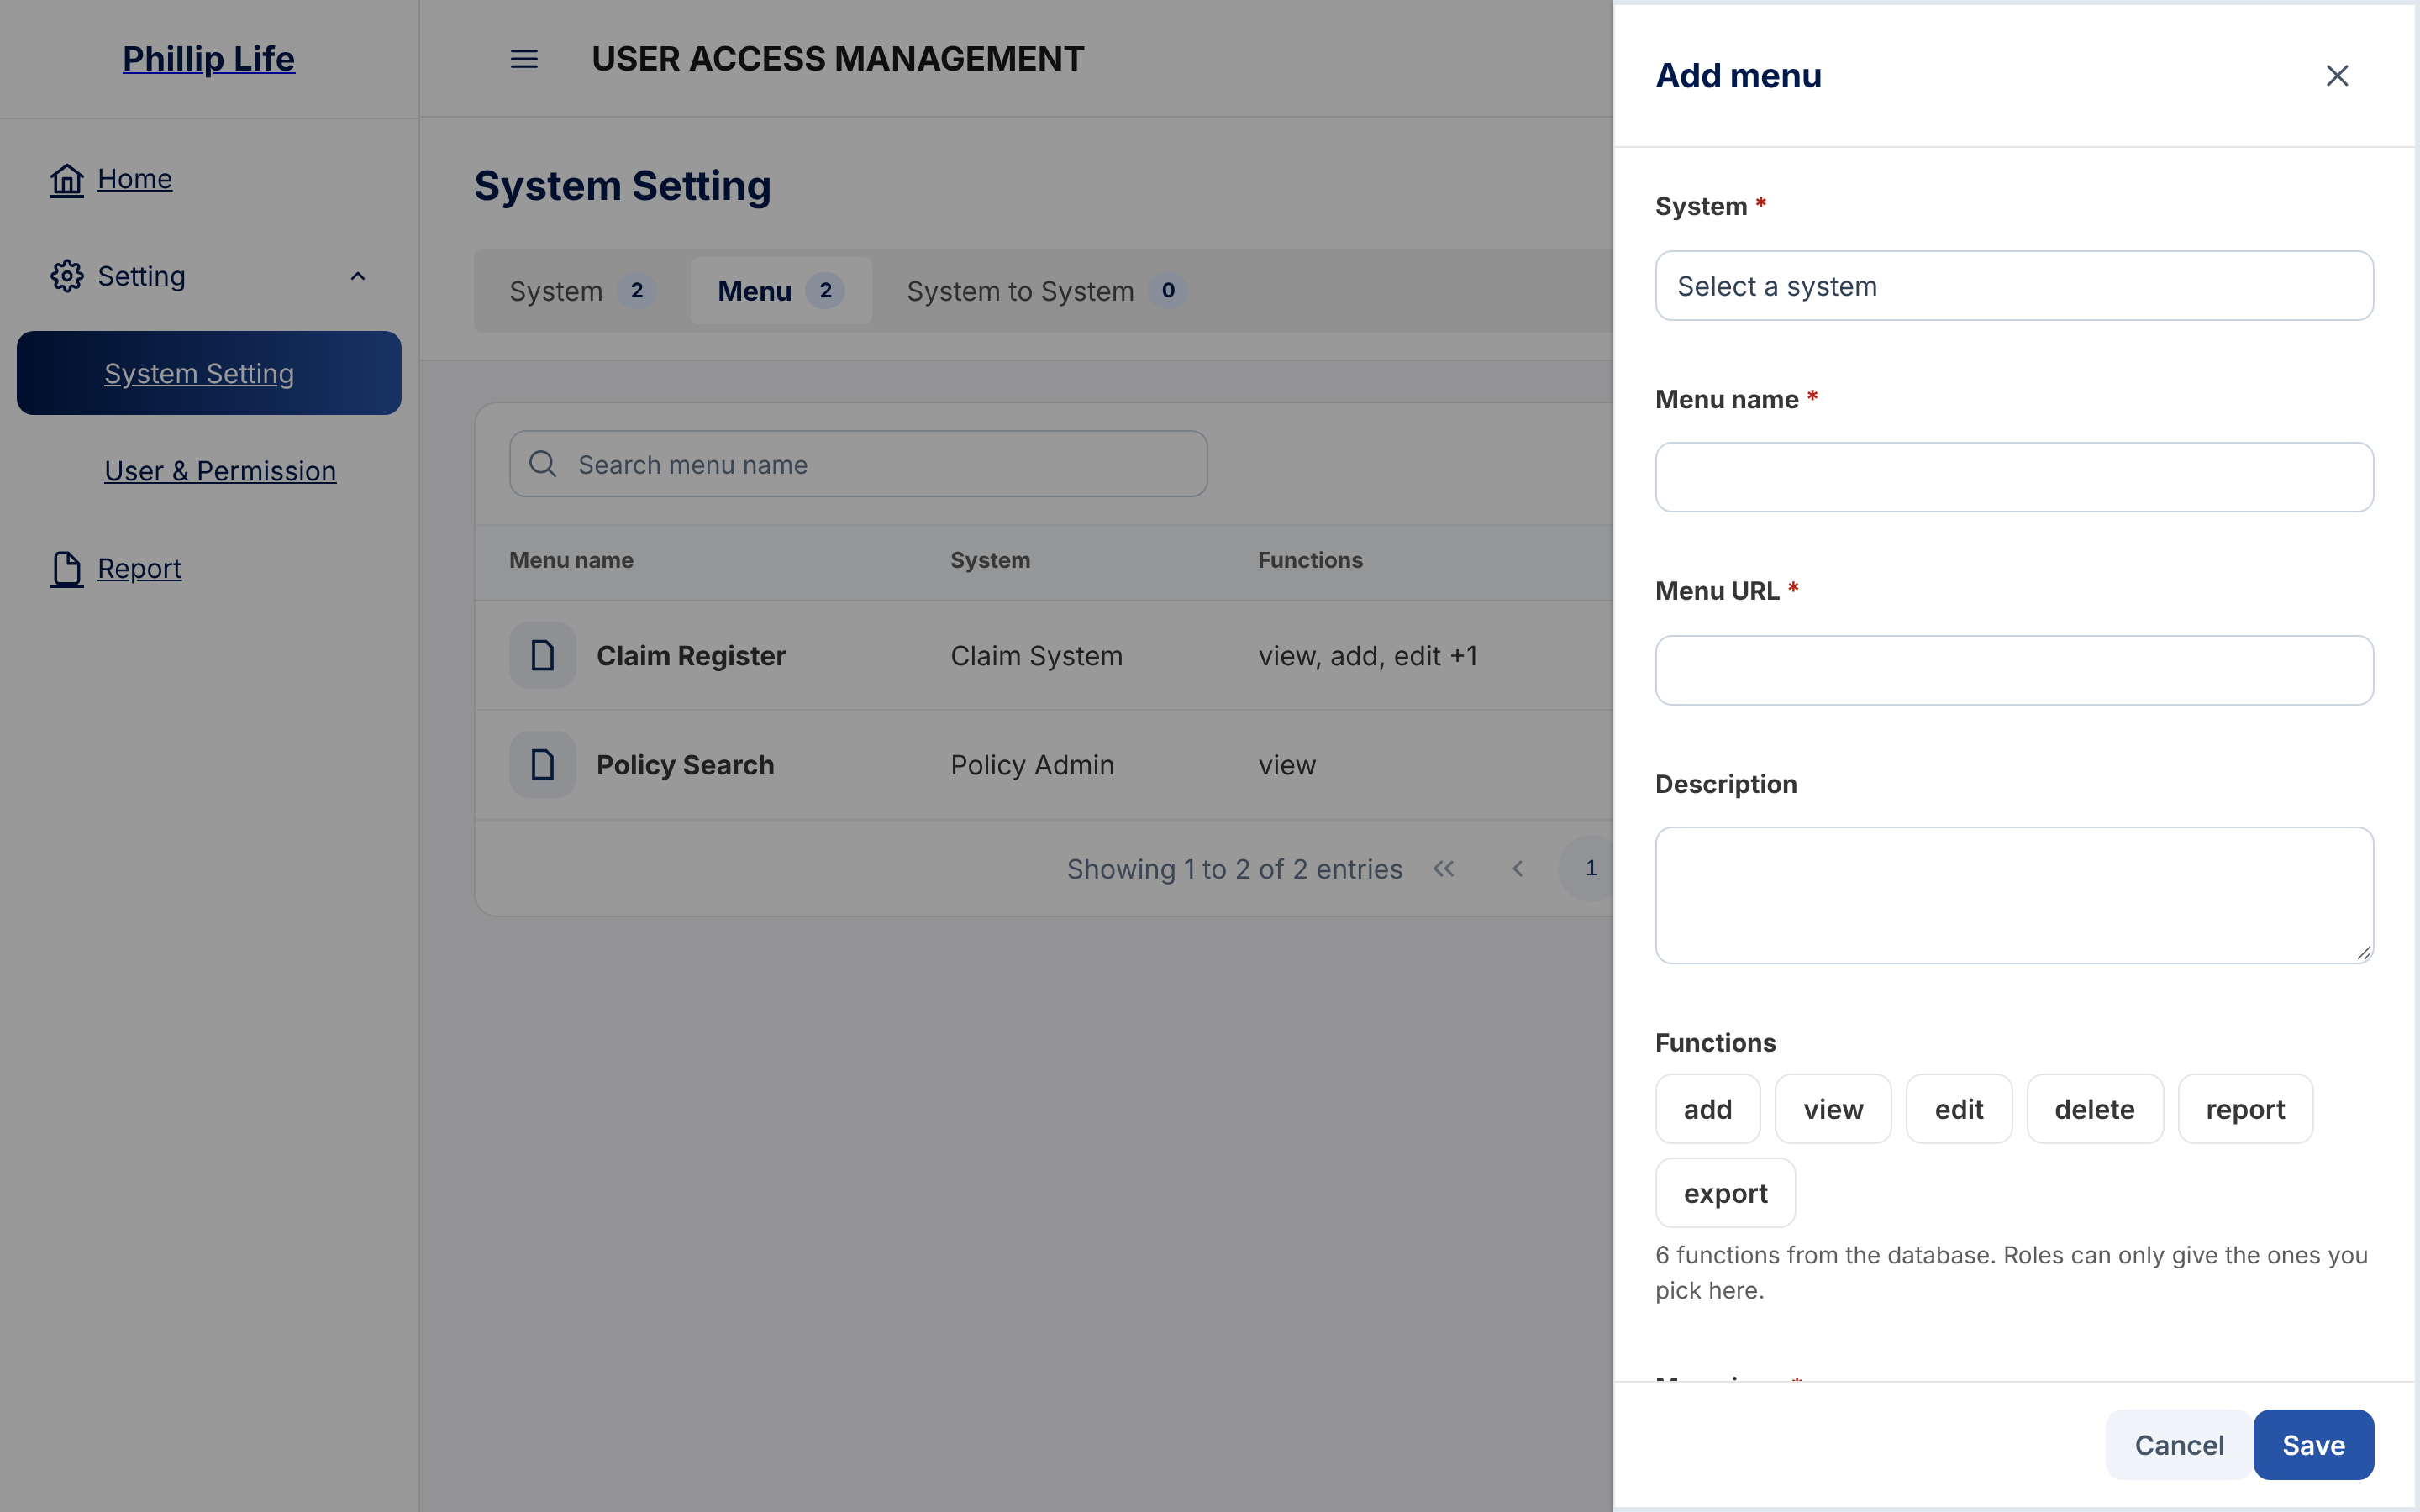 Phillip Life
USER ACCESS MANAGEMENT
Home
Setting
System Setting
User & Permission
Report
System Setting
System 2
Menu 2
System to System 0
Search menu name
Menu name System Functions
Claim Register Claim System view, add, edit +1
Policy Search Policy Admin view
Showing 1 to 2 of 2 entries
1
Add menu
System *
Select a system
Menu name *
Menu URL *
Description
Functions
add view edit delete report
export
6 functions from the database. Roles can only give the ones you
pick here.
Cancel Save